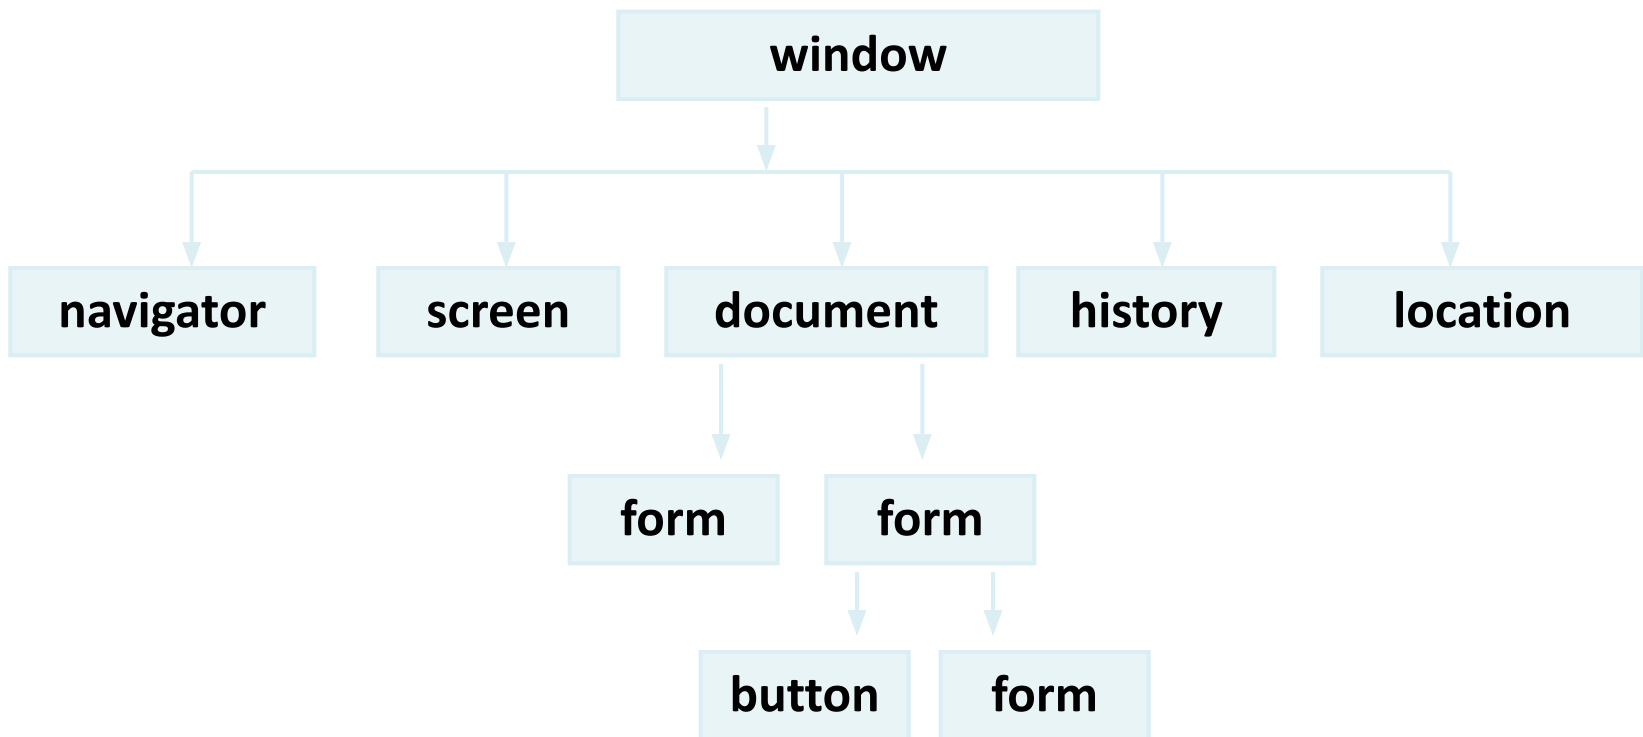 window
navigator
screen
document
history
location
form
form
button
form